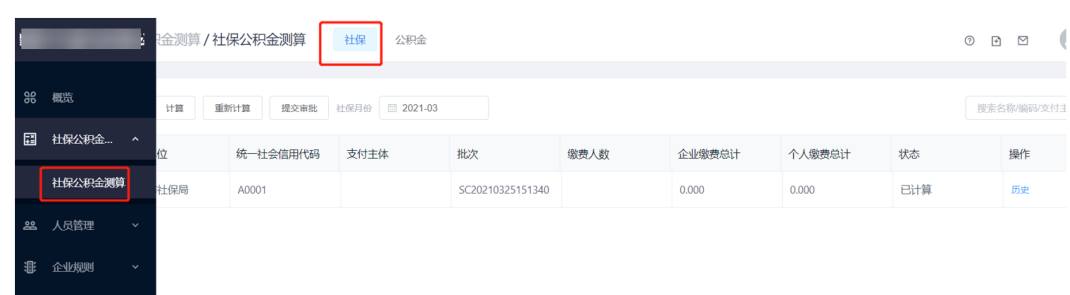 金测算 / 社保公积金测算 社保 公积金
概览
计算 重新计算 提交审批 社保月份 2021-03 搜索名称/编码/支付主
社保公积金...
位 统一社会信用代码 支付主体 批次 缴费人数 企业缴费总计 个人缴费总计 状态 操作
社保公积金测算
社保局 A0001 SC20210325151340 0.000 0.000 已计算 历史
人员管理
企业规则